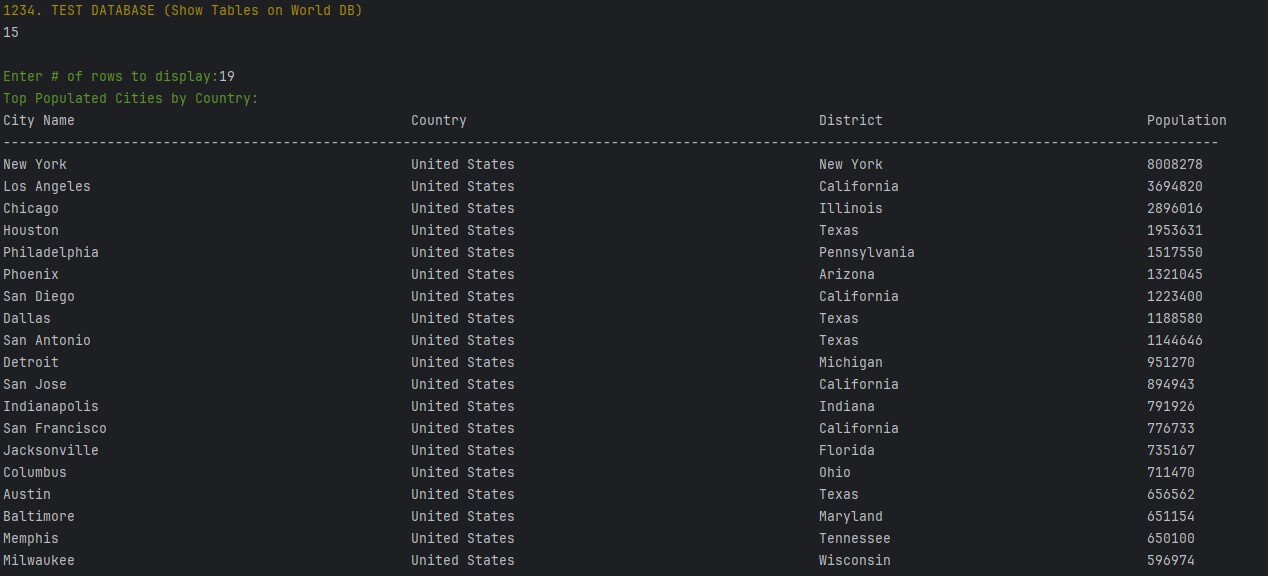 1234. TEST DATABASE (Show Tables on World DB)
15
Enter # of rows to display:19
Top Populated Cities by Country:
City Name Country District Population
--------------------------------------------------------------------------------------------------------------------------------------------------------
New York United States New York 8008278
Los Angeles United States California 3694820
Chicago United States Illinois 2896016
Houston United States Texas 1953631
Philadelphia United States Pennsylvania 1517550
Phoenix United States Arizona 1321045
San Diego United States California 1223400
Dallas United States Texas 1188580
San Antonio United States Texas 1144646
Detroit United States Michigan 951270
San Jose United States California 894943
Indianapolis United States Indiana 791926
San Francisco United States California 776733
Jacksonville United States Florida 735167
Columbus United States Ohio 711470
Austin United States Texas 656562
Baltimore United States Maryland 651154
Memphis United States Tennessee 650100
Milwaukee United States Wisconsin 596974